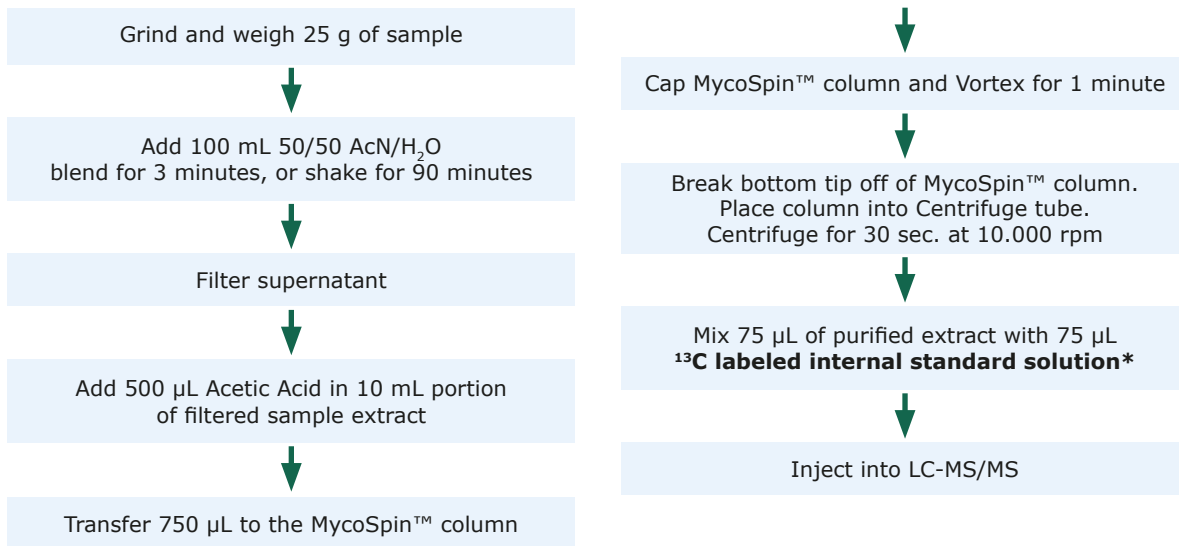 Grind and weigh 25 g of sample
Add 100 mL 50/50 AcN/H₂O
blend for 3 minutes, or shake for 90 minutes
Filter supernatant
Add 500 µL Acetic Acid in 10 mL portion
of filtered sample extract
Transfer 750 µL to the MycoSpin™ column
Cap MycoSpin™ column and Vortex for 1 minute
Break bottom tip off of MycoSpin™ column.
Place column into Centrifuge tube.
Centrifuge for 30 sec. at 10.000 rpm
Mix 75 µL of purified extract with 75 µL
¹³C labeled internal standard solution*
Inject into LC-MS/MS